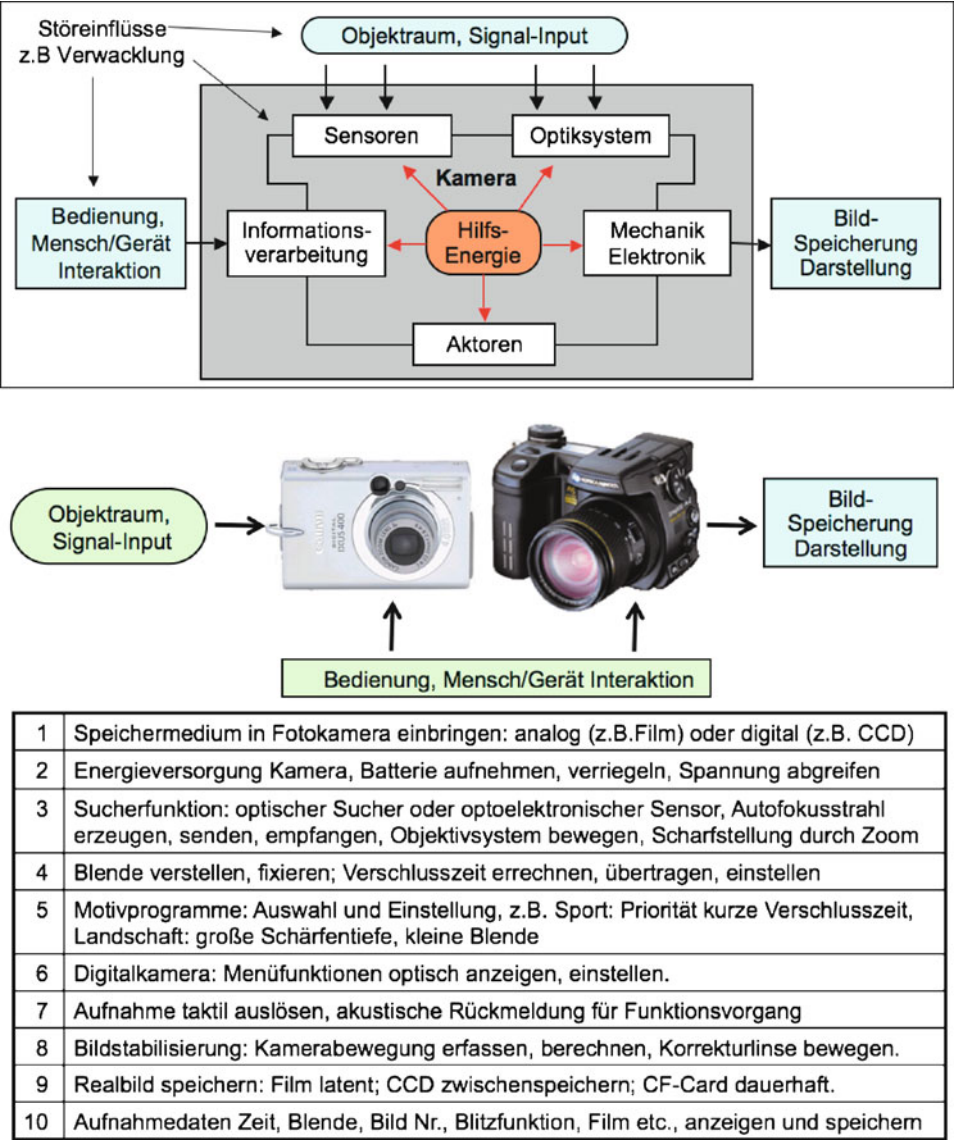 Störeinflüsse
z.B Verwacklung
Objektraum, Signal-Input
Sensoren
Optiksystem
Kamera
Bedienung,
Mensch/Gerät
Interaktion
Informations-
verarbeitung
Hilfs-
Energie
Mechanik
Elektronik
Bild-
Speicherung
Darstellung
Aktoren
Objektraum,
Signal-Input
Canon
DIGITAL
IXUS 400
Bild-
Speicherung
Darstellung
Bedienung, Mensch/Gerät Interaktion
1 Speichermedium in Fotokamera einbringen: analog (z.B.Film) oder digital (z.B. CCD)
2 Energieversorgung Kamera, Batterie aufnehmen, verriegeln, Spannung abgreifen
3 Sucherfunktion: optischer Sucher oder optoelektronischer Sensor, Autofokusstrahl
erzeugen, senden, empfangen, Objektivsystem bewegen, Scharfstellung durch Zoom
4 Blende verstellen, fixieren; Verschlusszeit errechnen, übertragen, einstellen
5 Motivprogramme: Auswahl und Einstellung, z.B. Sport: Priorität kurze Verschlusszeit,
Landschaft: große Schärfentiefe, kleine Blende
6 Digitalkamera: Menüfunktionen optisch anzeigen, einstellen.
7 Aufnahme taktil auslösen, akustische Rückmeldung für Funktionsvorgang
8 Bildstabilisierung: Kamerabewegung erfassen, berechnen, Korrekturlinse bewegen.
9 Realbild speichern: Film latent; CCD zwischenspeichern; CF-Card dauerhaft.
10 Aufnahmedaten Zeit, Blende, Bild Nr., Blitzfunktion, Film etc., anzeigen und speichern